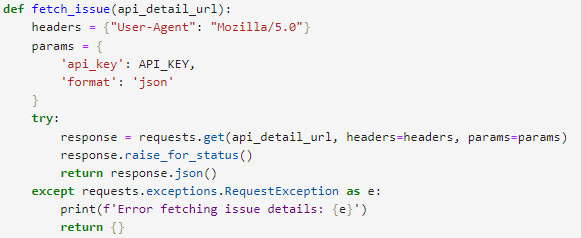 def fetch_issue(api_detail_url):
    headers = {"User-Agent": "Mozilla/5.0"}
    params = {
        'api_key': API_KEY,
        'format': 'json'
    }
    try:
        response = requests.get(api_detail_url, headers=headers, params=params)
        response.raise_for_status()
        return response.json()
    except requests.exceptions.RequestException as e:
        print(f'Error fetching issue details: {e}')
        return {}